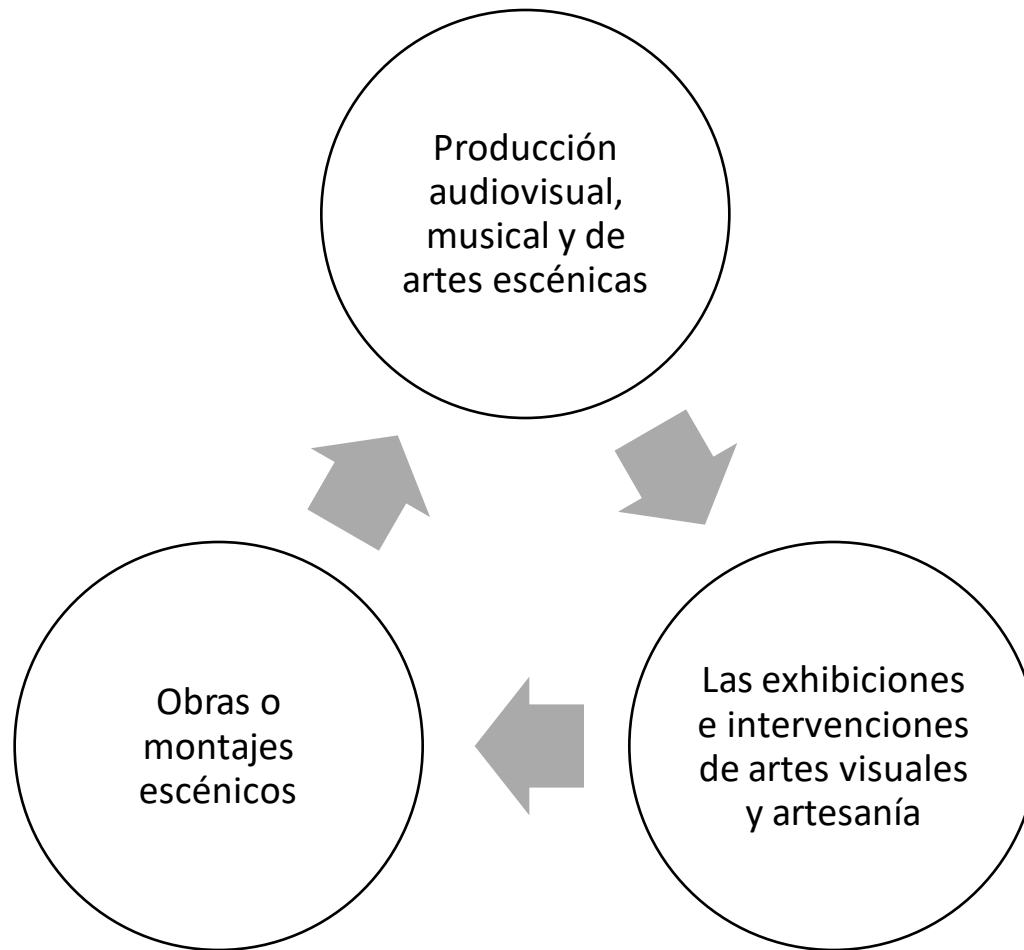 Producción
audiovisual,
musical y de
artes escénicas
Las exhibiciones
e intervenciones
de artes visuales
y artesanía
Obras o
montajes
escénicos